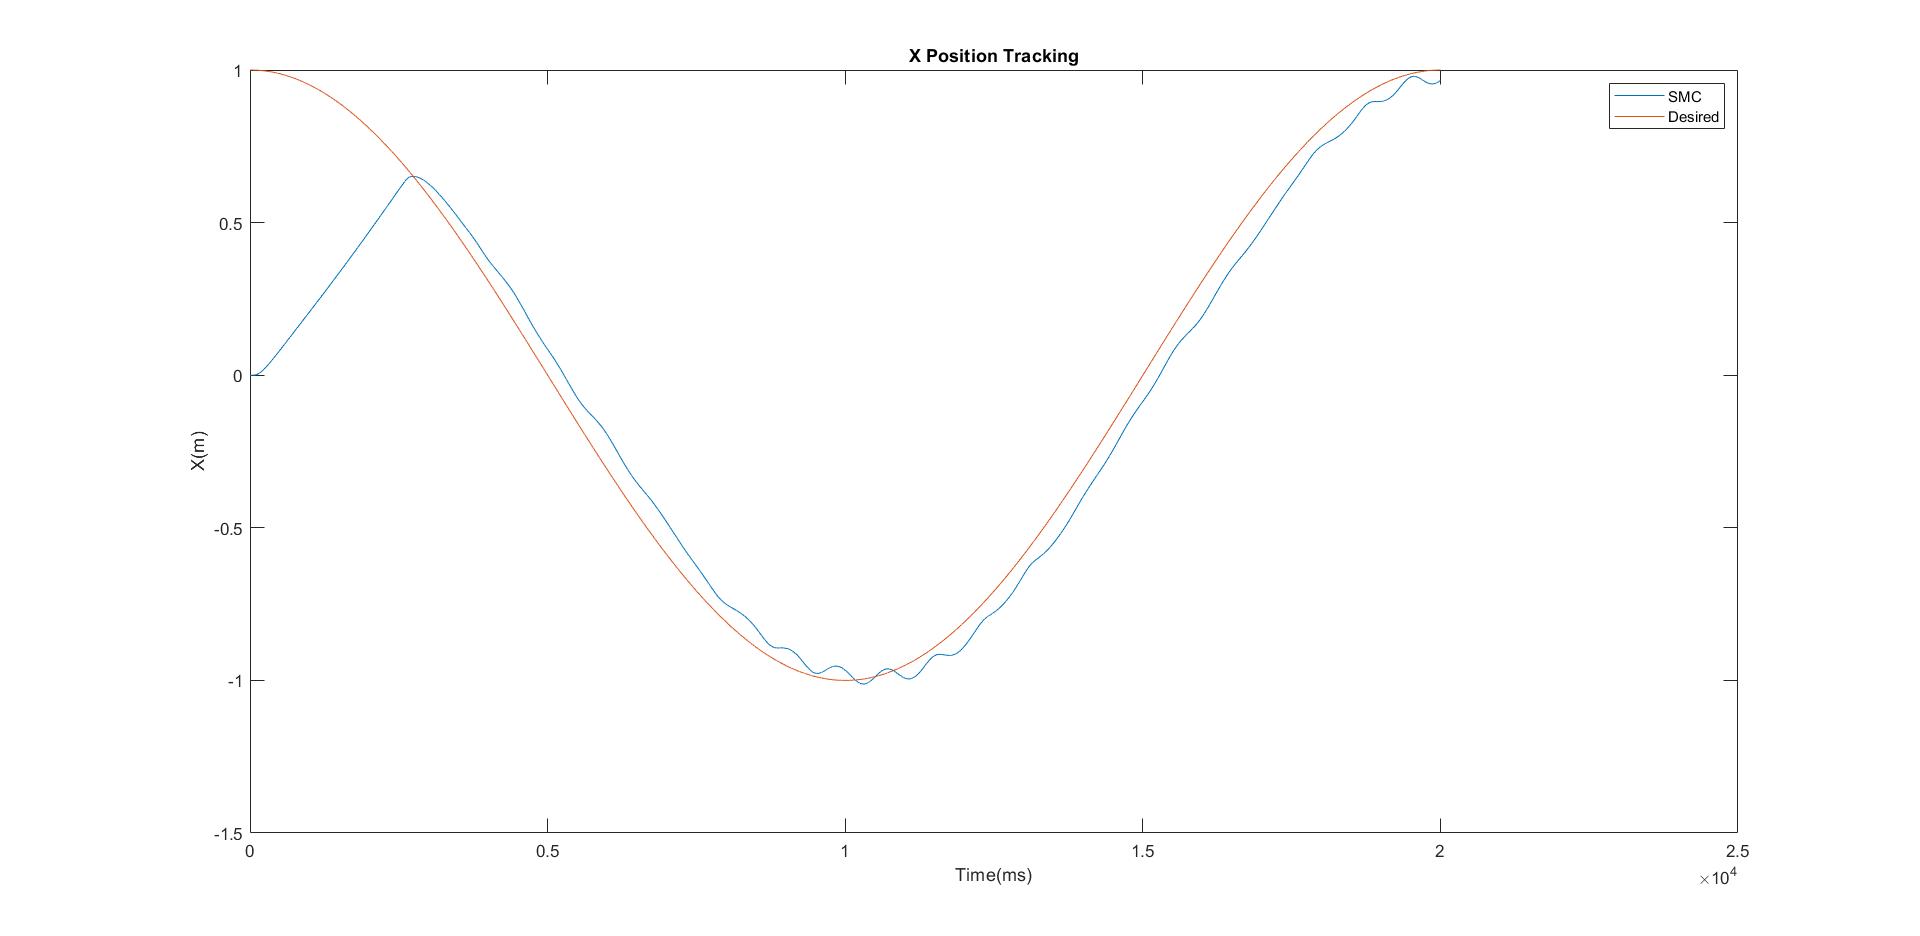 X Position Tracking
1
0.5
0
-0.5
-1
-1.5
X(m)
SMC
Desired
0
0.5
1
1.5
2
2.5
Time(ms)
×10⁴